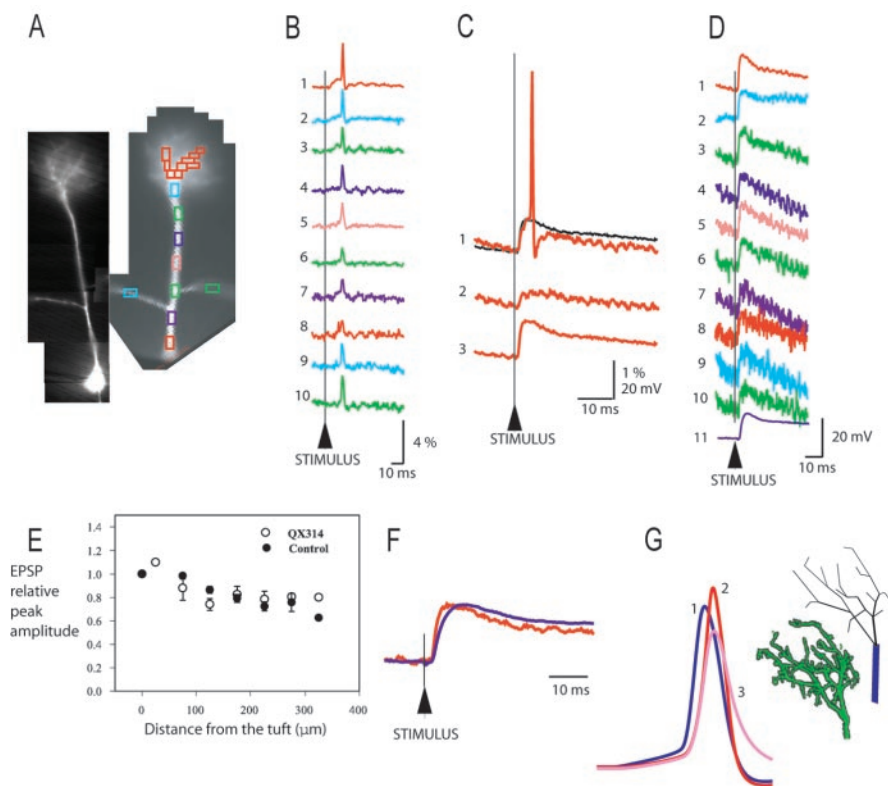 A
B
1
2
3
4
5
6
7
8
9
10
STIMULUS
4 %
10 ms
C
1
2
3
1 %
20 mV
10 ms
STIMULUS
D
1
2
3
4
5
6
7
8
9
10
11
20 mV
10 ms
STIMULUS
E
EPSP
relative
peak
amplitude
1.4
1.2
1.0
0.8
0.6
0.4
0.2
0.0
QX314
Control
0
100
200
300
400
Distance from the tuft (μm)
F
10 ms
STIMULUS
G
1
2
3